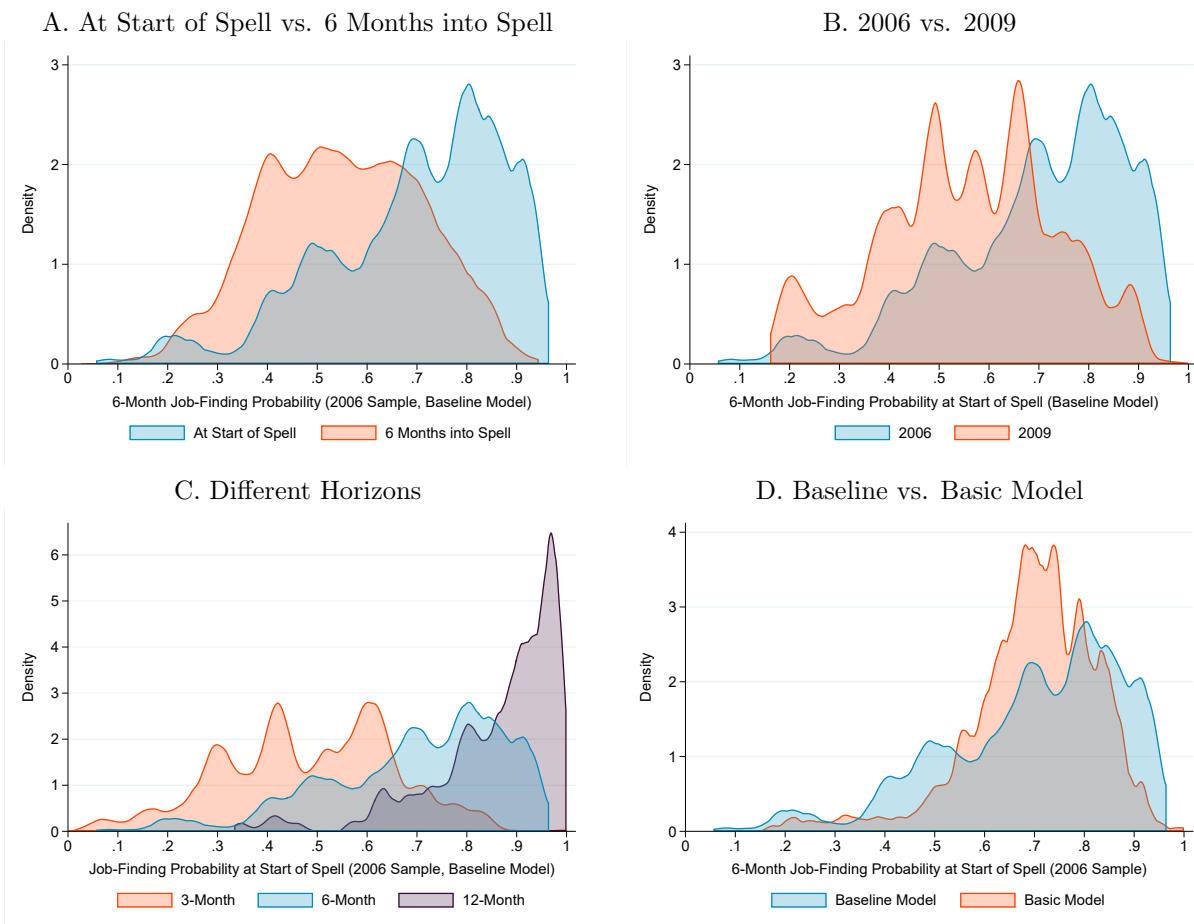 A. At Start of Spell vs. 6 Months into Spell
3
2
1
0
Density
0 .1 .2 .3 .4 .5 .6 .7 .8 .9 1
6-Month Job-Finding Probability (2006 Sample, Baseline Model)
At Start of Spell 6 Months into Spell
B. 2006 vs. 2009
3
2
1
0
Density
0 .1 .2 .3 .4 .5 .6 .7 .8 .9 1
6-Month Job-Finding Probability at Start of Spell (Baseline Model)
2006 2009
C. Different Horizons
6
5
4
3
2
1
0
Density
0 .1 .2 .3 .4 .5 .6 .7 .8 .9 1
Job-Finding Probability at Start of Spell (2006 Sample, Baseline Model)
3-Month 6-Month 12-Month
D. Baseline vs. Basic Model
4
3
2
1
0
Density
0 .1 .2 .3 .4 .5 .6 .7 .8 .9 1
6-Month Job-Finding Probability at Start of Spell (2006 Sample)
Baseline Model Basic Model